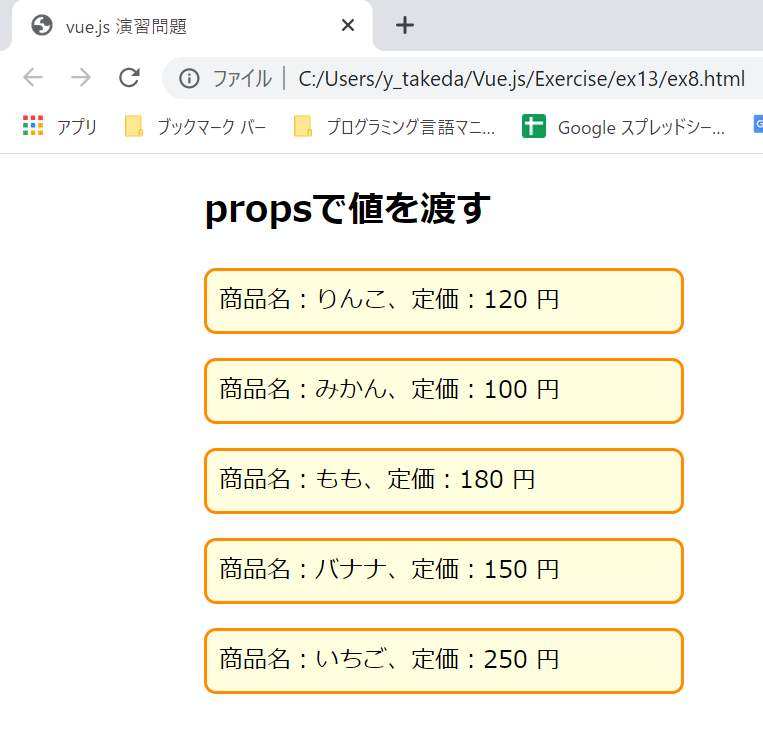 vue.js 演習問題
ファイル | C:/Users/y_takeda/Vue.js/Exercise/ex13/ex8.html
アプリ ブックマーク バー プログラミング言語マニ... Google スプレッドシー... G
propsで値を渡す
商品名：りんこ、定価：120 円
商品名：みかん、定価：100 円
商品名：もも、定価：180 円
商品名：バナナ、定価：150 円
商品名：いちご、定価：250 円